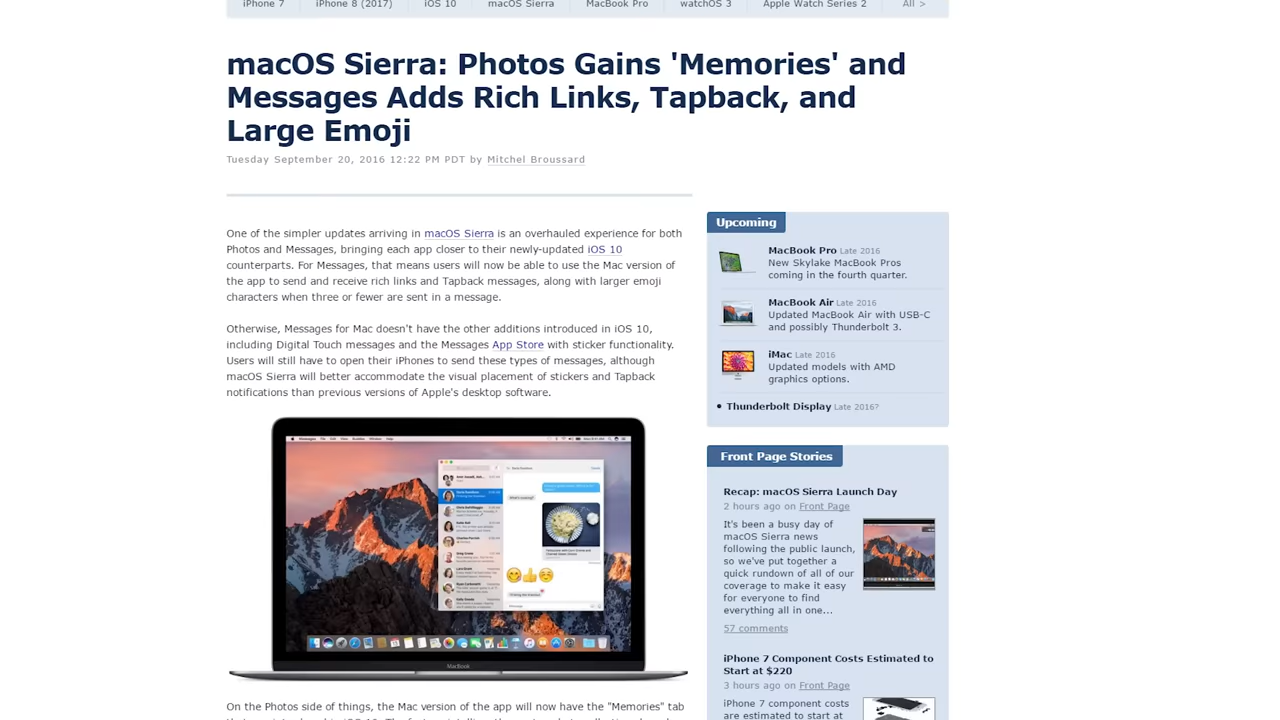 iPhone 7
iPhone 8 (2017)
iOS 10
macOS Sierra
MacBook Pro
watchOS 3
Apple Watch Series 2
All >
macOS Sierra: Photos Gains 'Memories' and
Messages Adds Rich Links, Tapback, and
Large Emoji
Tuesday September 20, 2016 12:22 PM PDT by Mitchel Broussard
One of the simpler updates arriving in macOS Sierra is an overhauled experience for both
Photos and Messages, bringing each app closer to their newly-updated iOS 10
counterparts. For Messages, that means users will now be able to use the Mac version of
the app to send and receive rich links and Tapback messages, along with larger emoji
characters when three or fewer are sent in a message.
Otherwise, Messages for Mac doesn't have the other additions introduced in iOS 10,
including Digital Touch messages and the Messages App Store with sticker functionality.
Users will still have to open their iPhones to send these types of messages, although
macOS Sierra will better accommodate the visual placement of stickers and Tapback
notifications than previous versions of Apple's desktop software.
MacBook
On the Photos side of things, the Mac version of the app will now have the "Memories" tab
Upcoming
MacBook Pro Late 2016
New Skylake MacBook Pros
coming in the fourth quarter.
MacBook Air Late 2016
Updated MacBook Air with USB-C
and possibly Thunderbolt 3.
iMac Late 2016
Updated models with AMD
graphics options.
• Thunderbolt Display Late 2016?
Front Page Stories
Recap: macOS Sierra Launch Day
2 hours ago on Front Page
It's been a busy day of
macOS Sierra news
following the public launch,
so we've put together a
quick rundown of all of our
coverage to make it easy
for everyone to find
everything all in one...
57 comments
iPhone 7 Component Costs Estimated to
Start at $220
3 hours ago on Front Page
iPhone 7 component costs
are estimated to start at